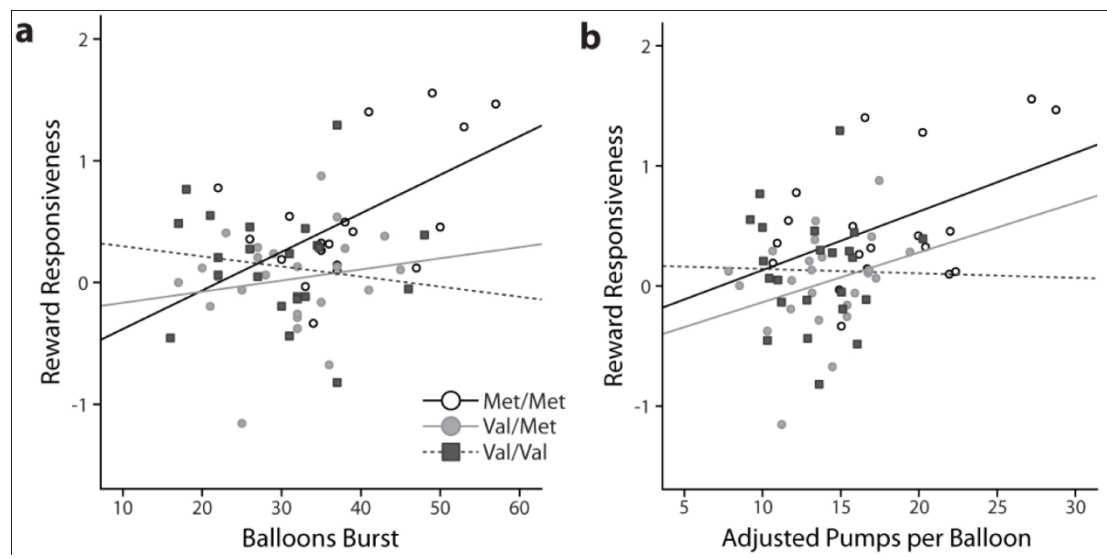 a
2
1
0
-1
Reward Responsiveness
10 20 30 40 50 60
Balloons Burst
Met/Met
Val/Met
Val/Val
b
2
1
0
-1
Reward Responsiveness
5 10 15 20 25 30
Adjusted Pumps per Balloon